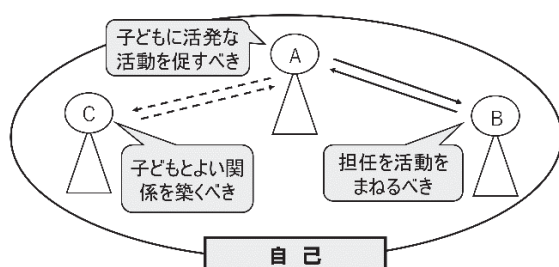 子どもに活発な
活動を促すべき
A
C
B
子どもとよい関
係を築くべき
担任を活動を
まねるべき
自 己